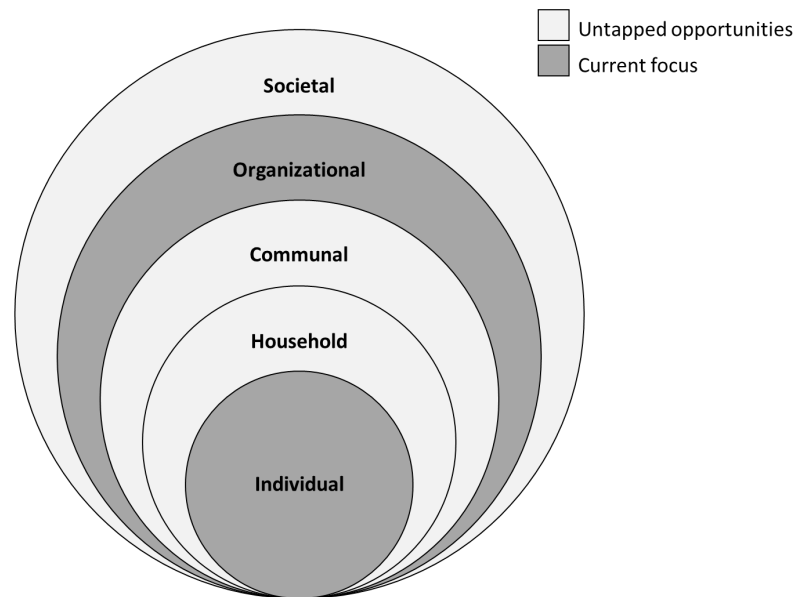 Untapped opportunities
Current focus
Societal
Organizational
Communal
Household
Individual